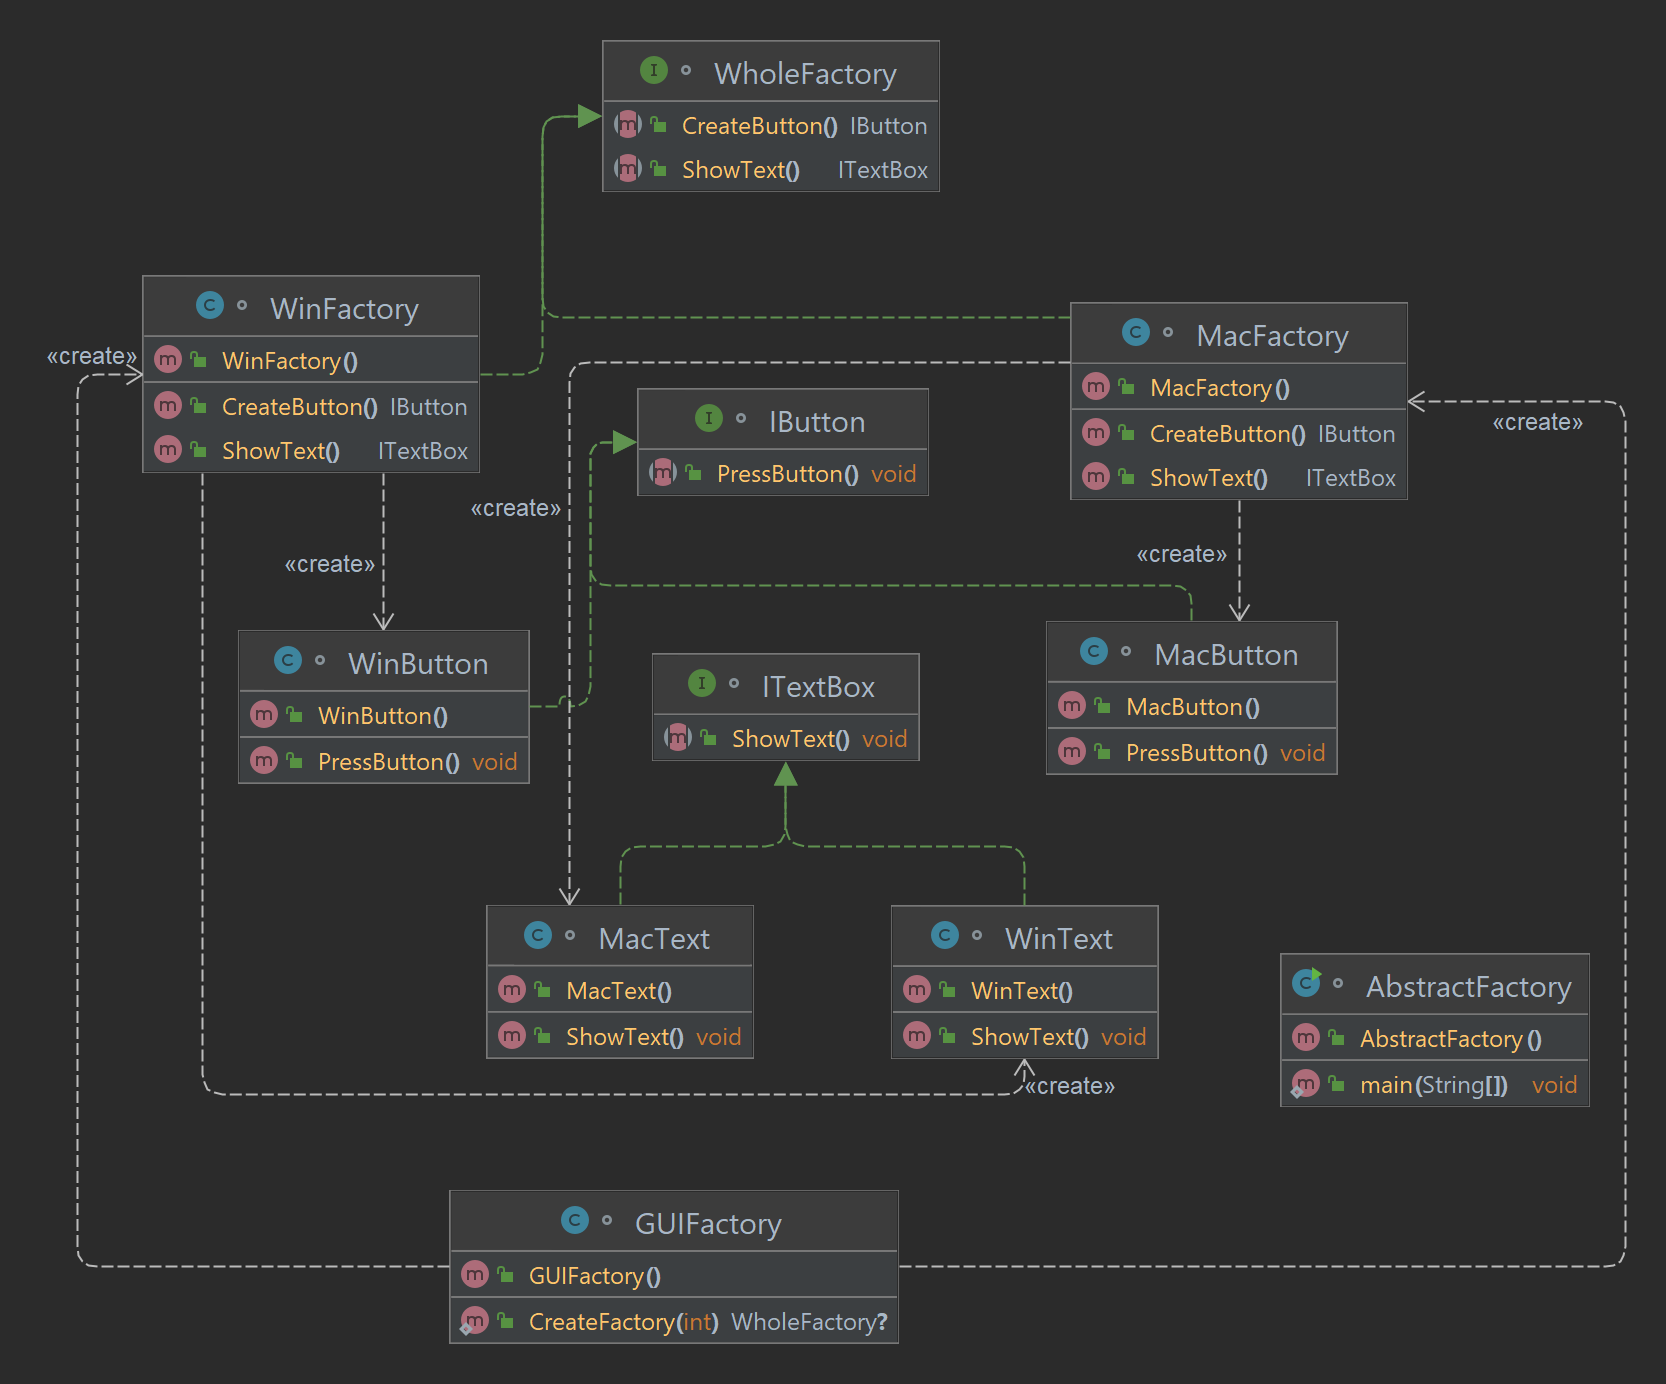 WholeFactory
CreateButton() IButton
ShowText() ITextBox
WinFactory
WinFactory()
CreateButton() IButton
ShowText() ITextBox
«create»
MacFactory
MacFactory()
CreateButton() IButton
ShowText() ITextBox
«create»
IButton
PressButton() void
«create»
«create»
«create»
WinButton
WinButton()
PressButton() void
ITextBox
ShowText() void
MacButton
MacButton()
PressButton() void
MacText
MacText()
ShowText() void
WinText
WinText()
ShowText() void
«create»
AbstractFactory
AbstractFactory()
main(String[]) void
GUIFactory
GUIFactory()
CreateFactory(int) WholeFactory?